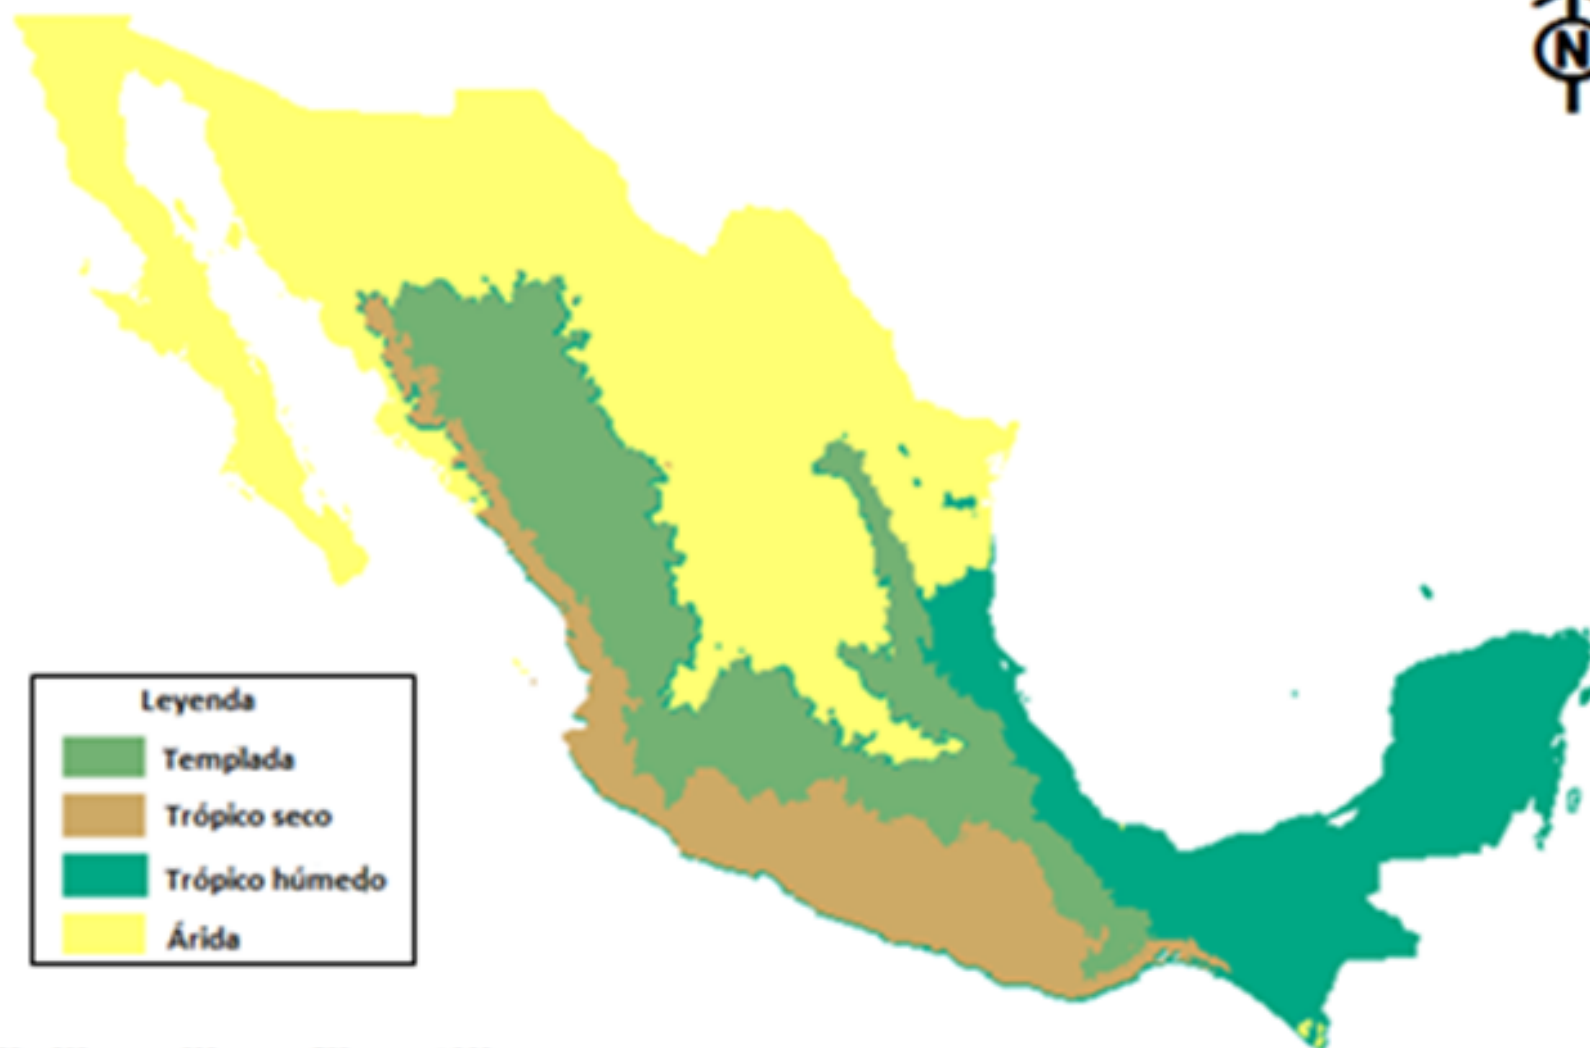 N
Leyenda
Templada
Trópico seco
Trópico húmedo
Árida